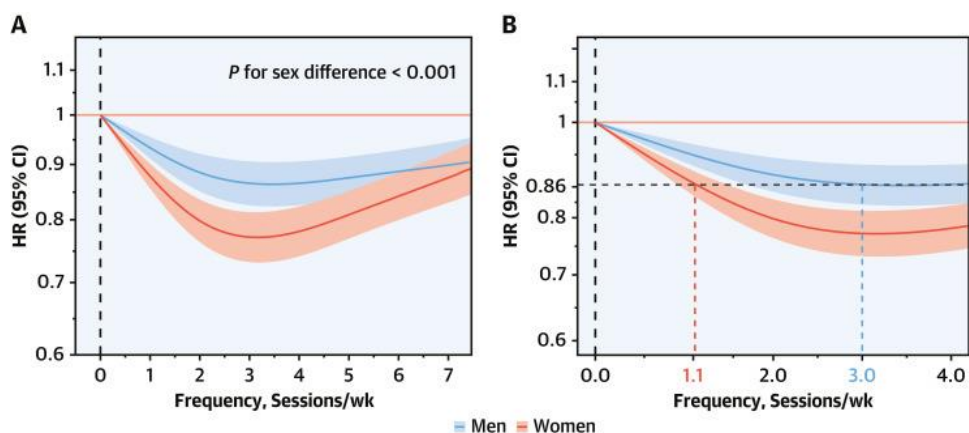 A
P for sex difference < 0.001
HR (95% CI)
1.1
1
0.9
0.8
0.7
0.6
0 1 2 3 4 5 6 7
Frequency, Sessions/wk
B
HR (95% CI)
1.1
1
0.9
0.86
0.8
0.7
0.6
0.0 1.1 2.0 3.0 4.0
Frequency, Sessions/wk
Men Women